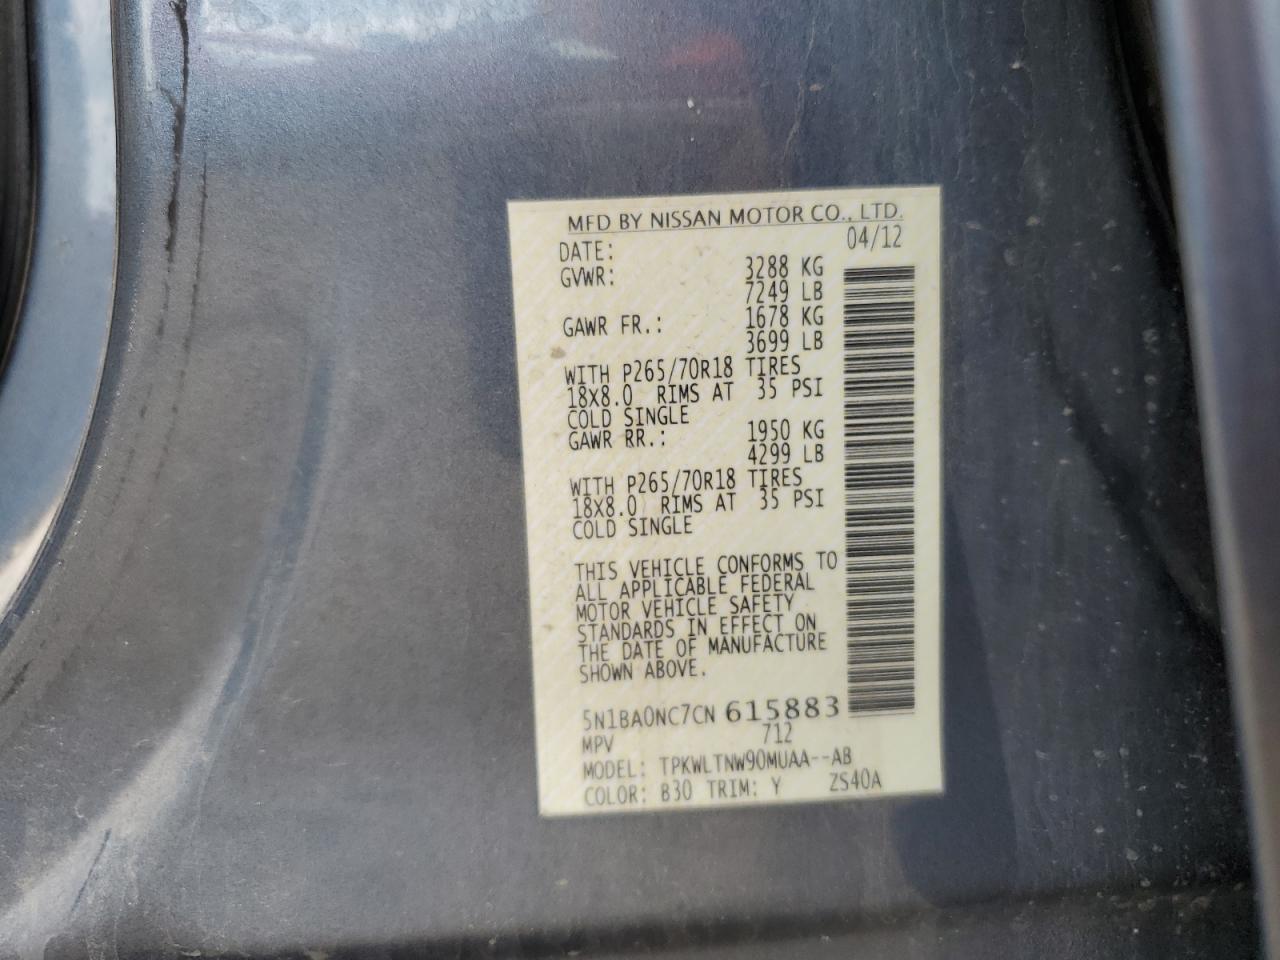 MFD BY NISSAN MOTOR CO., LTD.
DATE: 04/12
GVWR: 3288 KG
7249 LB
GAWR FR.: 1678 KG
3699 LB
WITH P265/70R18 TIRES
18X8.0 RIMS AT 35 PSI
COLD SINGLE
GAWR RR.: 1950 KG
4299 LB
WITH P265/70R18 TIRES
18X8.0 RIMS AT 35 PSI
COLD SINGLE
THIS VEHICLE CONFORMS TO
ALL APPLICABLE FEDERAL
MOTOR VEHICLE SAFETY
STANDARDS IN EFFECT ON
THE DATE OF MANUFACTURE
SHOWN ABOVE.
5N1BA0NC7CN 615883
MPV 712
MODEL: TPKWLTNW90MUAA--AB
COLOR: B30 TRIM: Y ZS40A